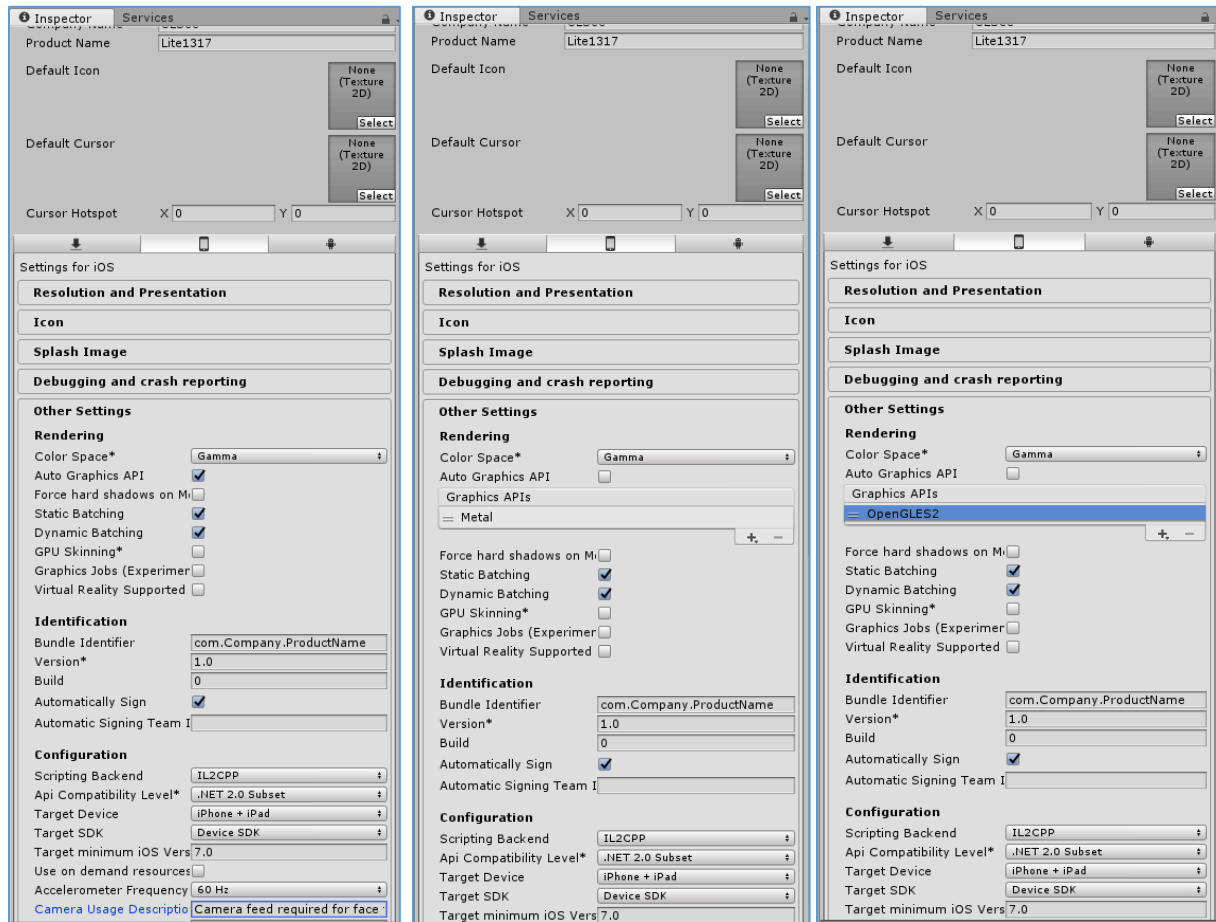 Inspector Services
Product Name Lite1317
Default Icon None (Texture 2D)
Select
Default Cursor None (Texture 2D)
Select
Cursor Hotspot X 0 Y 0
Settings for iOS
Resolution and Presentation
Icon
Splash Image
Debugging and crash reporting
Other Settings
Rendering
Color Space* Gamma
Auto Graphics API
Force hard shadows on M
Static Batching
Dynamic Batching
GPU Skinning*
Graphics Jobs (Experimer
Virtual Reality Supported
Identification
Bundle Identifier com.Company.ProductName
Version* 1.0
Build 0
Automatically Sign
Automatic Signing Team I
Configuration
Scripting Backend IL2CPP
Api Compatibility Level* .NET 2.0 Subset
Target Device iPhone + iPad
Target SDK Device SDK
Target minimum iOS Vers 7.0
Use on demand resources
Accelerometer Frequency 60 Hz
Camera Usage Descriptio Camera feed required for face
Inspector Services
Product Name Lite1317
Default Icon None (Texture 2D)
Select
Default Cursor None (Texture 2D)
Select
Cursor Hotspot X 0 Y 0
Settings for iOS
Resolution and Presentation
Icon
Splash Image
Debugging and crash reporting
Other Settings
Rendering
Color Space* Gamma
Auto Graphics API
Graphics APIs
= Metal
+ −
Force hard shadows on M
Static Batching
Dynamic Batching
GPU Skinning*
Graphics Jobs (Experimer
Virtual Reality Supported
Identification
Bundle Identifier com.Company.ProductName
Version* 1.0
Build 0
Automatically Sign
Automatic Signing Team I
Configuration
Scripting Backend IL2CPP
Api Compatibility Level* .NET 2.0 Subset
Target Device iPhone + iPad
Target SDK Device SDK
Target minimum iOS Vers 7.0
Inspector Services
Product Name Lite1317
Default Icon None (Texture 2D)
Select
Default Cursor None (Texture 2D)
Select
Cursor Hotspot X 0 Y 0
Settings for iOS
Resolution and Presentation
Icon
Splash Image
Debugging and crash reporting
Other Settings
Rendering
Color Space* Gamma
Auto Graphics API
Graphics APIs
= OpenGLES2
+ −
Force hard shadows on M
Static Batching
Dynamic Batching
GPU Skinning*
Graphics Jobs (Experimer
Virtual Reality Supported
Identification
Bundle Identifier com.Company.ProductName
Version* 1.0
Build 0
Automatically Sign
Automatic Signing Team I
Configuration
Scripting Backend IL2CPP
Api Compatibility Level* .NET 2.0 Subset
Target Device iPhone + iPad
Target SDK Device SDK
Target minimum iOS Vers 7.0